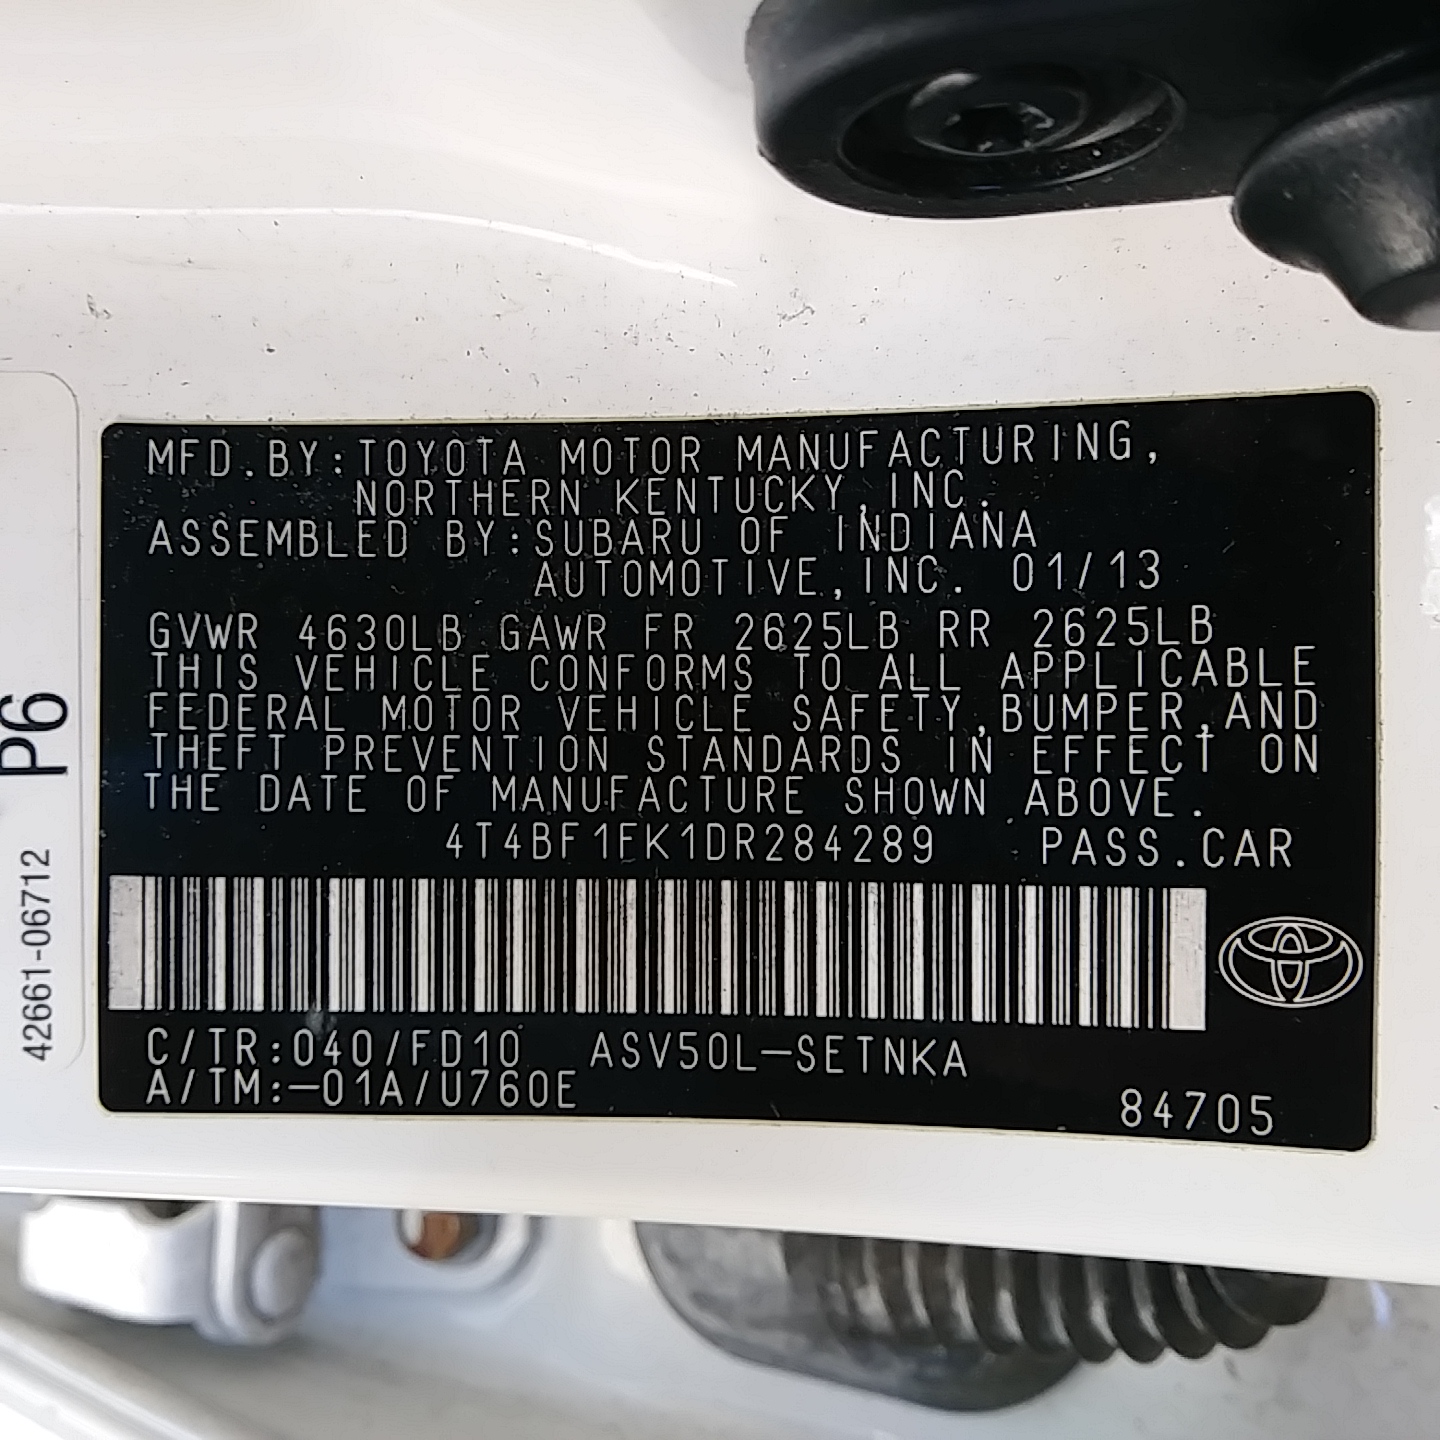 MFD.BY:TOYOTA MOTOR MANUFACTURING,
NORTHERN KENTUCKY,INC.
ASSEMBLED BY:SUBARU OF INDIANA
AUTOMOTIVE,INC. 01/13
GVWR 4630LB GAWR FR 2625LB RR 2625LB
THIS VEHICLE CONFORMS TO ALL APPLICABLE
FEDERAL MOTOR VEHICLE SAFETY,BUMPER,AND
THEFT PREVENTION STANDARDS IN EFFECT ON
THE DATE OF MANUFACTURE SHOWN ABOVE.
4T4BF1FK1DR284289 PASS.CAR
C/TR:040/FD10 ASV50L-SETNKA
A/TM:-01A/U760E
84705
P6
42661-06712